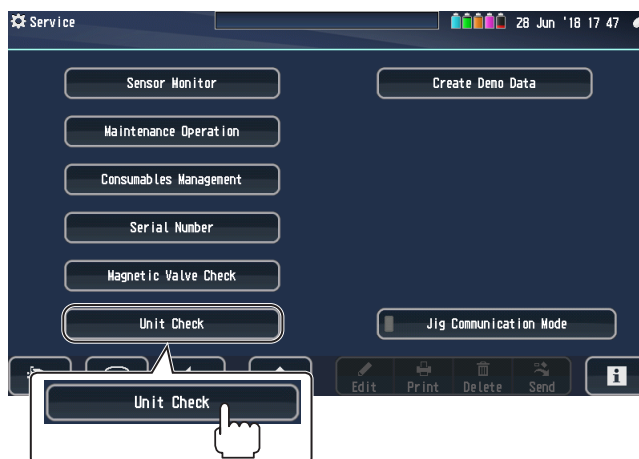 Service
28 Jun '18 17 47
Sensor Monitor
Create Demo Data
Maintenance Operation
Consumables Management
Serial Number
Magnetic Valve Check
Unit Check
Jig Communication Mode
Edit
Print
Delete
Send
i
Unit Check